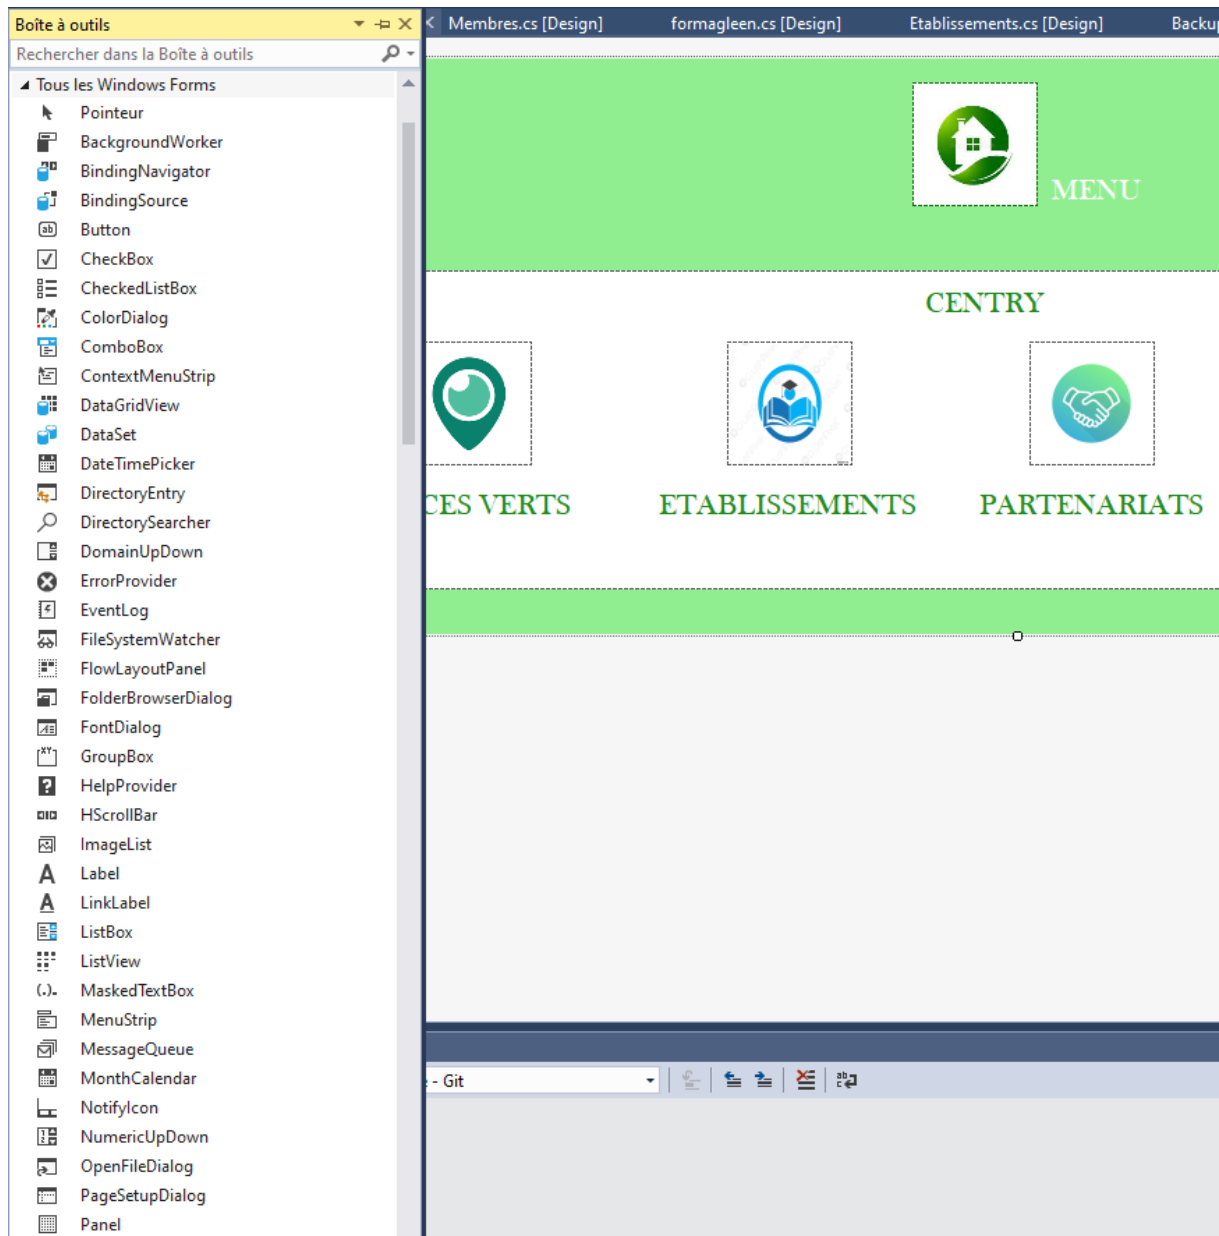 Boîte à outils
Rechercher dans la Boîte à outils
Tous les Windows Forms
Pointeur
BackgroundWorker
BindingNavigator
BindingSource
Button
CheckBox
CheckedListBox
ColorDialog
ComboBox
ContextMenuStrip
DataGridView
DataSet
DateTimePicker
DirectoryEntry
DirectorySearcher
DomainUpDown
ErrorProvider
EventLog
FileSystemWatcher
FlowLayoutPanel
FolderBrowserDialog
FontDialog
GroupBox
HelpProvider
HScrollBar
ImageList
Label
LinkLabel
ListBox
ListView
MaskedTextBox
MenuStrip
MessageQueue
MonthCalendar
NotifyIcon
NumericUpDown
OpenFileDialog
PageSetupDialog
Panel
Membres.cs [Design] formagleen.cs [Design] Etablissements.cs [Design] Backu
MENU
CENTRY
CES VERTS ETABLISSEMENTS PARTENARIATS
- Git